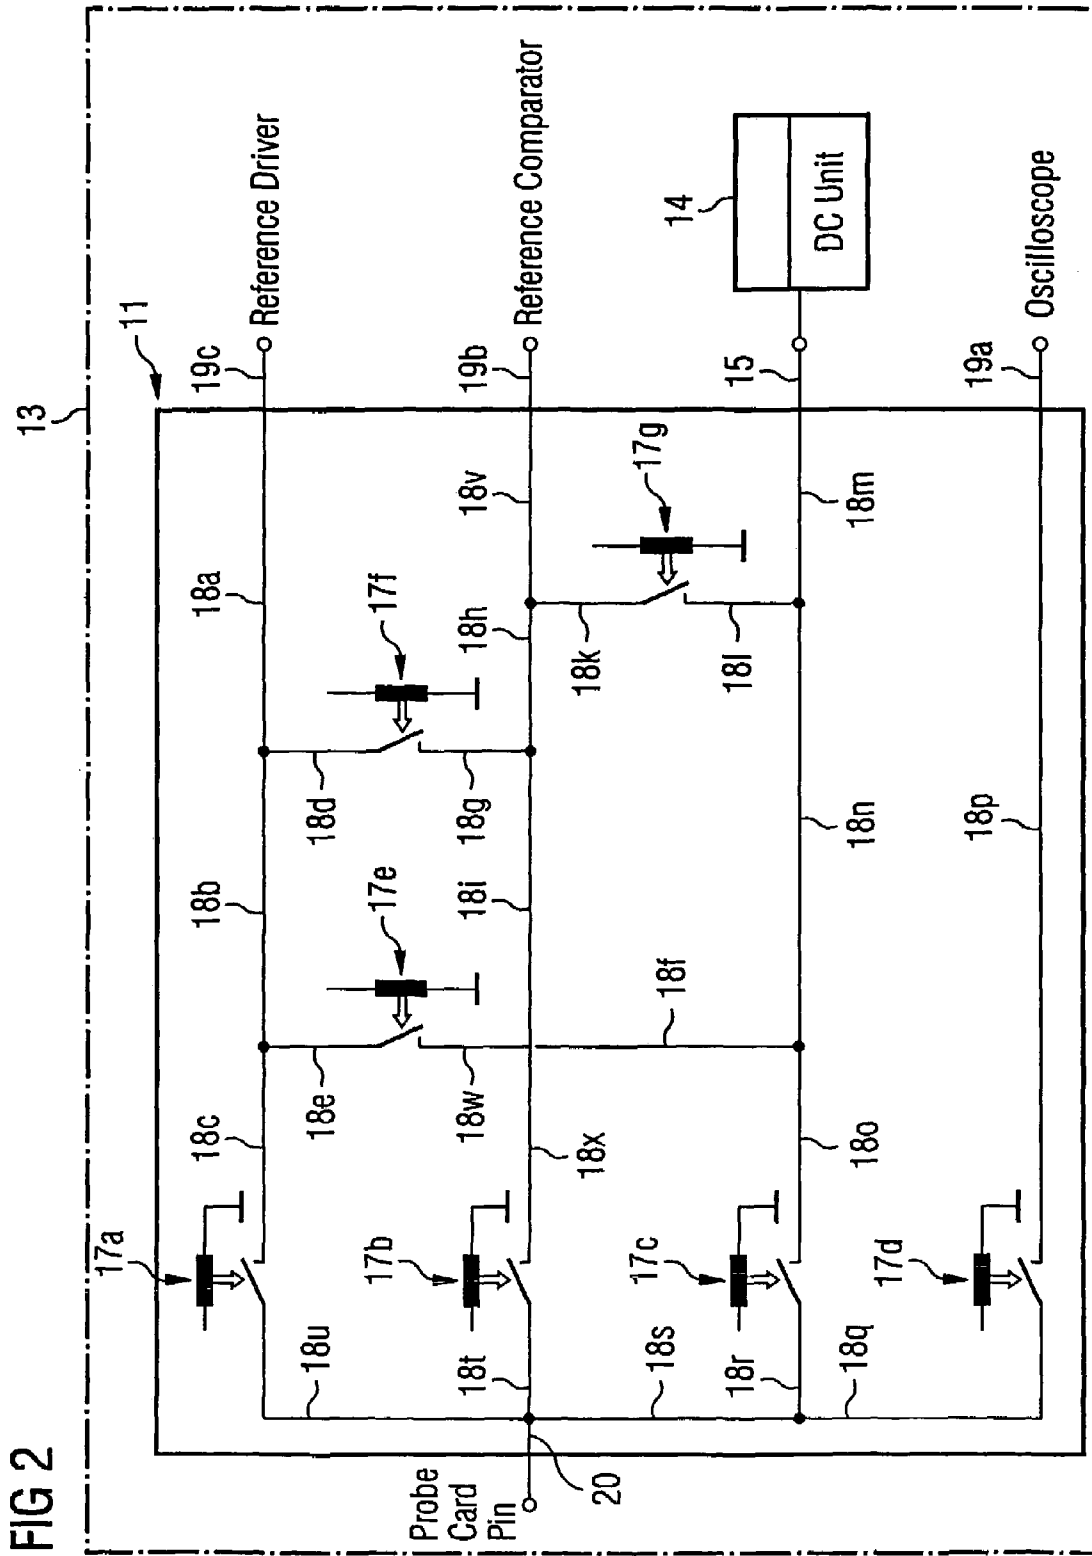 FIG 2
13
11
17a
18c
18b
18a
19c
Reference Driver
18u
18e
17e
18d
17f
Probe
Card
Pin
20
18t
17b
18x
18w
18i
18g
18h
18v
19b
Reference Comparator
18s
18f
18k
17g
18l
18r
17c
18o
18n
18m
15
14
DC Unit
18q
17d
18p
19a
Oscilloscope